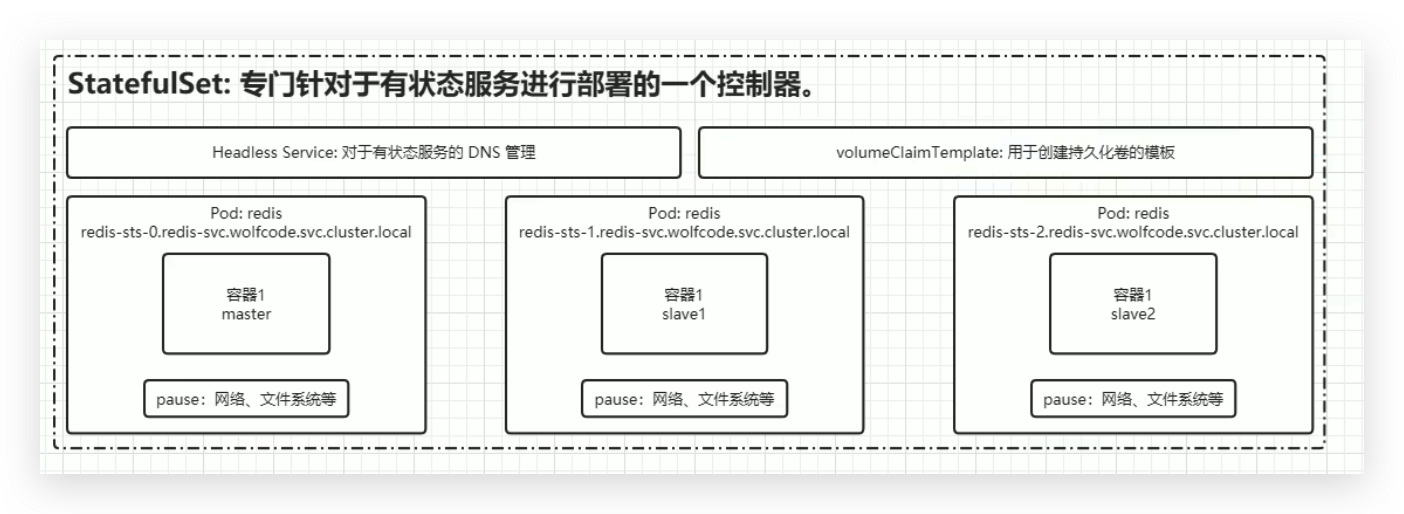 StatefulSet: 专门针对于有状态服务进行部署的一个控制器。
Headless Service: 对于有状态服务的 DNS 管理
volumeClaimTemplate: 用于创建持久化卷的模板
Pod: redis
redis-sts-0.redis-svc.wolfcode.svc.cluster.local
容器1
master
pause：网络、文件系统等
Pod: redis
redis-sts-1.redis-svc.wolfcode.svc.cluster.local
容器1
slave1
pause：网络、文件系统等
Pod: redis
redis-sts-2.redis-svc.wolfcode.svc.cluster.local
容器1
slave2
pause：网络、文件系统等